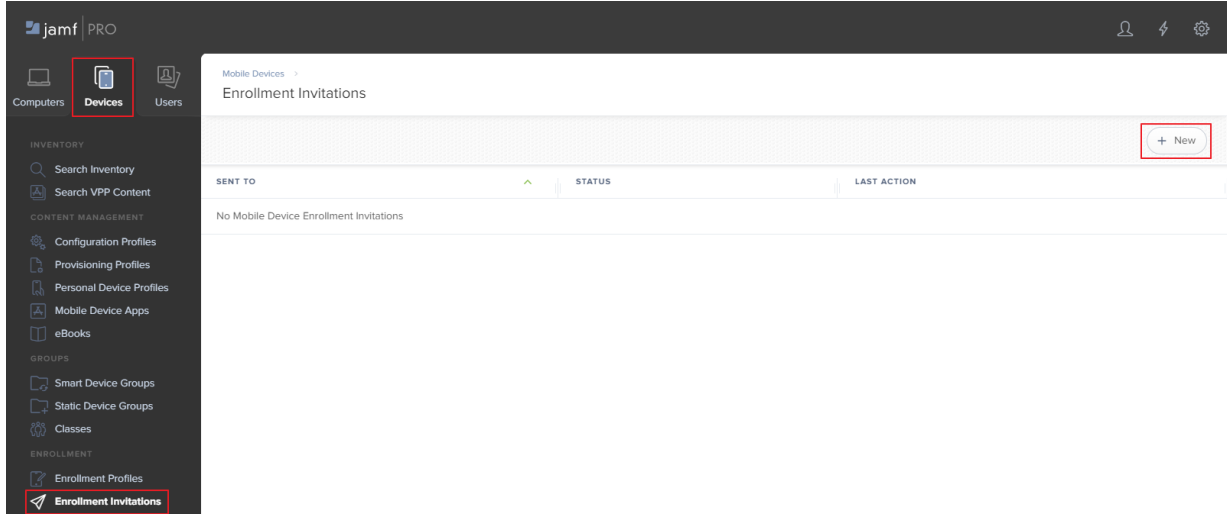 jamf PRO
Computers Devices Users
Mobile Devices >
Enrollment Invitations
+ New
SENT TO STATUS LAST ACTION
No Mobile Device Enrollment Invitations
INVENTORY
Search Inventory
Search VPP Content
CONTENT MANAGEMENT
Configuration Profiles
Provisioning Profiles
Personal Device Profiles
Mobile Device Apps
eBooks
GROUPS
Smart Device Groups
Static Device Groups
Classes
ENROLLMENT
Enrollment Profiles
Enrollment Invitations